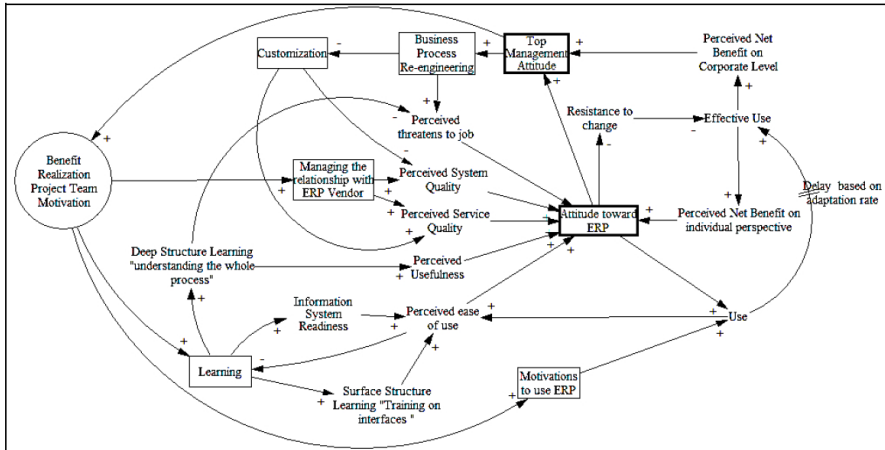 Customization
Business
Process
Re-engineering
Top
Management
Attitude
Perceived Net
Benefit on
Corporate Level
Perceived
threatens to job
Resistance to
change
Effective Use
Benefit
Realization
Project Team
Motivation
Managing the
relationship with
ERP Vendor
Perceived System
Quality
Perceived Service
Quality
Attitude toward
ERP
Perceived Net Benefit on
individual perspective
Delay based on
adaptation rate
Deep Structure Learning
"understanding the whole
process"
Perceived
Usefulness
Information
System
Readiness
Perceived ease
of use
Use
Learning
Surface Structure
Learning "Training on
interfaces "
Motivations
to use ERP